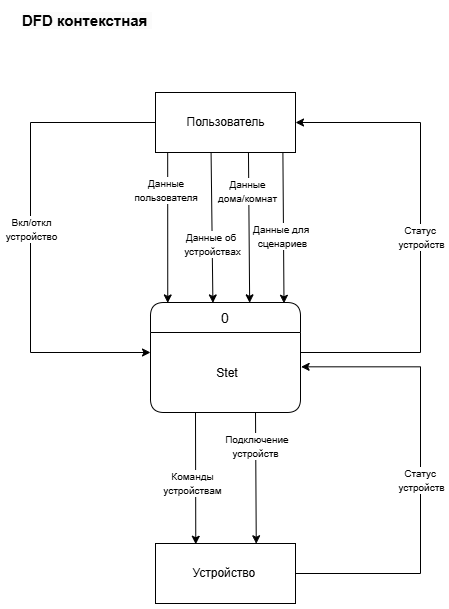 DFD контекстная
Пользователь
Данные
пользователя
Данные
дома/комнат
Вкл/откл
устройство
Данные об
устройствах
Данные для
сценариев
Статус
устройств
0
Stet
Подключение
устройств
Команды
устройствам
Статус
устройств
Устройство